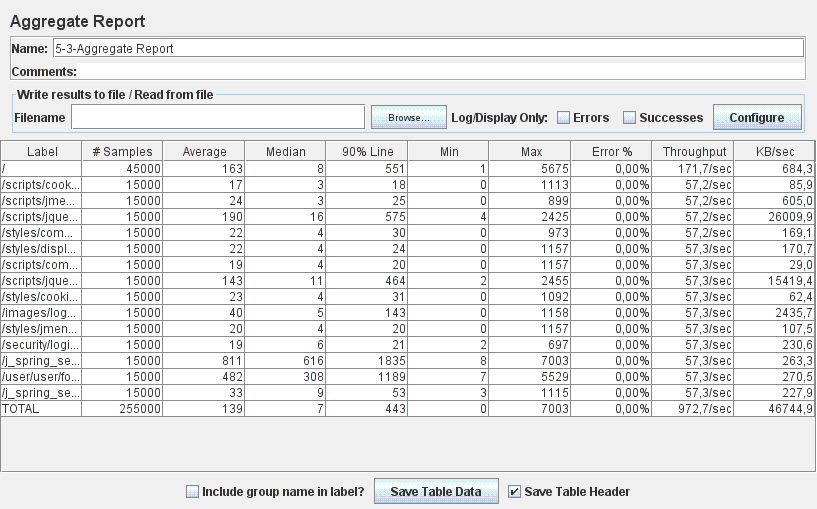 Aggregate Report
Name: 5-3-Aggregate Report
Comments:
Write results to file / Read from file
Filename Browse... Log/Display Only: Errors Successes Configure
Label # Samples Average Median 90% Line Min Max Error % Throughput KB/sec
/ 45000 163 8 551 1 5675 0,00% 171,7/sec 684,3
/scripts/cook... 15000 17 3 18 0 1113 0,00% 57,2/sec 85,9
/scripts/jme... 15000 24 3 25 0 899 0,00% 57,2/sec 605,0
/scripts/jque... 15000 190 16 575 4 2425 0,00% 57,2/sec 26009,9
/styles/com... 15000 22 4 30 0 973 0,00% 57,2/sec 169,1
/styles/displ... 15000 22 4 24 0 1157 0,00% 57,3/sec 170,7
/scripts/com... 15000 19 4 20 0 1157 0,00% 57,3/sec 29,0
/scripts/jque... 15000 143 11 464 2 2455 0,00% 57,3/sec 15419,4
/styles/cooki... 15000 23 4 31 0 1092 0,00% 57,3/sec 62,4
/images/log... 15000 40 5 143 0 1158 0,00% 57,3/sec 2435,7
/styles/jmen... 15000 20 4 20 0 1157 0,00% 57,3/sec 107,5
/security/logi... 15000 19 6 21 2 697 0,00% 57,3/sec 230,6
/j_spring_se... 15000 811 616 1835 8 7003 0,00% 57,3/sec 263,3
/user/user/fo... 15000 482 308 1189 7 5529 0,00% 57,3/sec 270,5
/j_spring_se... 15000 33 9 53 3 1115 0,00% 57,3/sec 227,9
TOTAL 255000 139 7 443 0 7003 0,00% 972,7/sec 46744,9
Include group name in label? Save Table Data Save Table Header